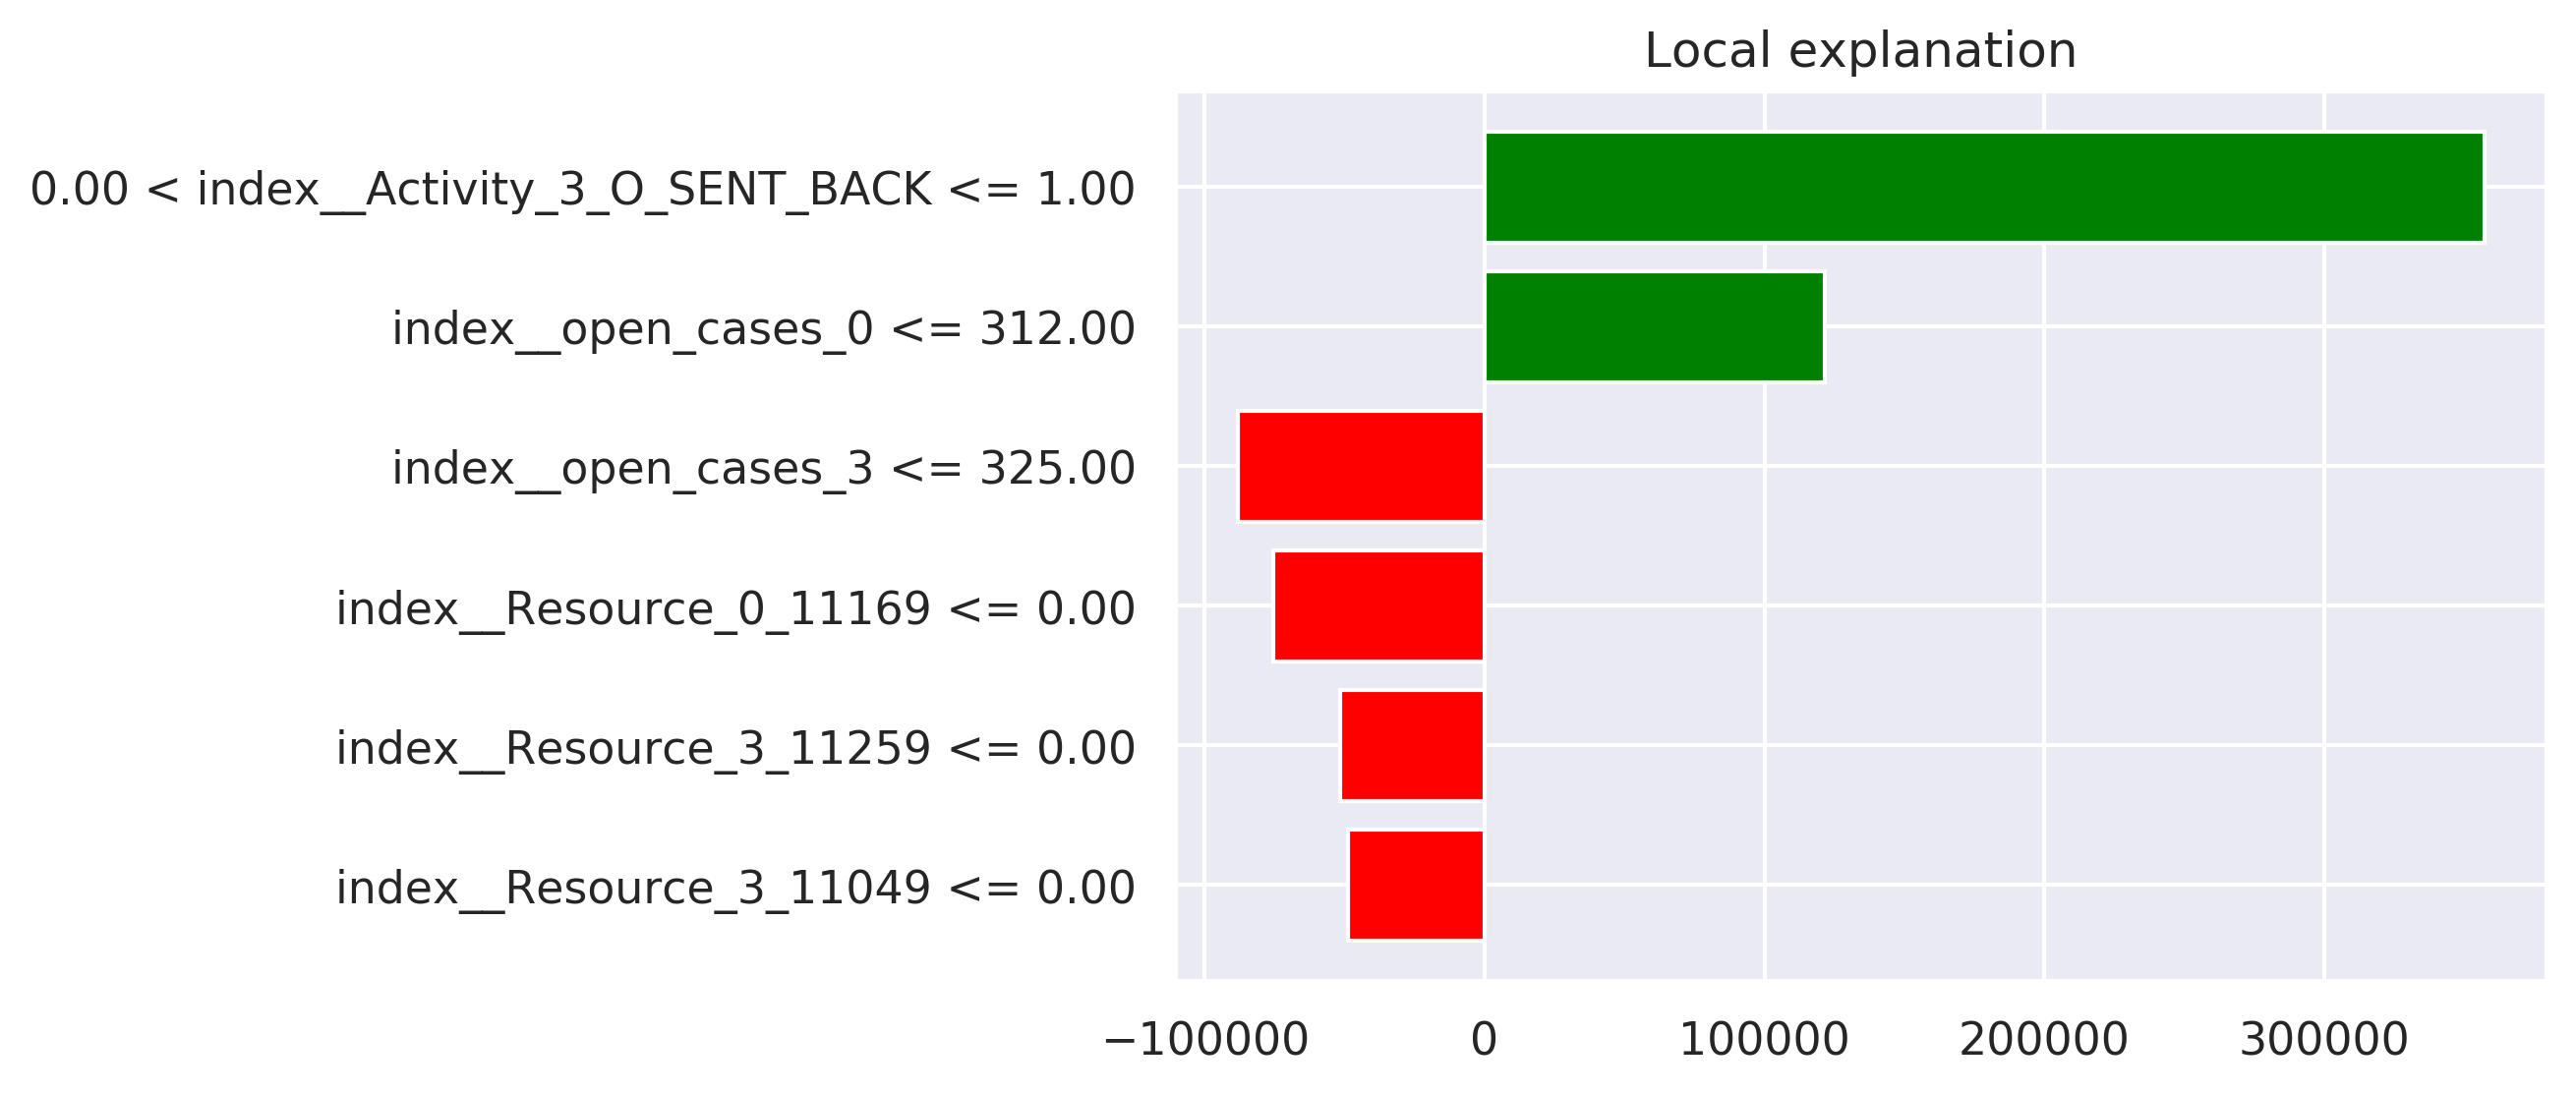 Local explanation
0.00 < index__Activity_3_O_SENT_BACK <= 1.00
index__open_cases_0 <= 312.00
index__open_cases_3 <= 325.00
index__Resource_0_11169 <= 0.00
index__Resource_3_11259 <= 0.00
index__Resource_3_11049 <= 0.00
−100000 0 100000 200000 300000